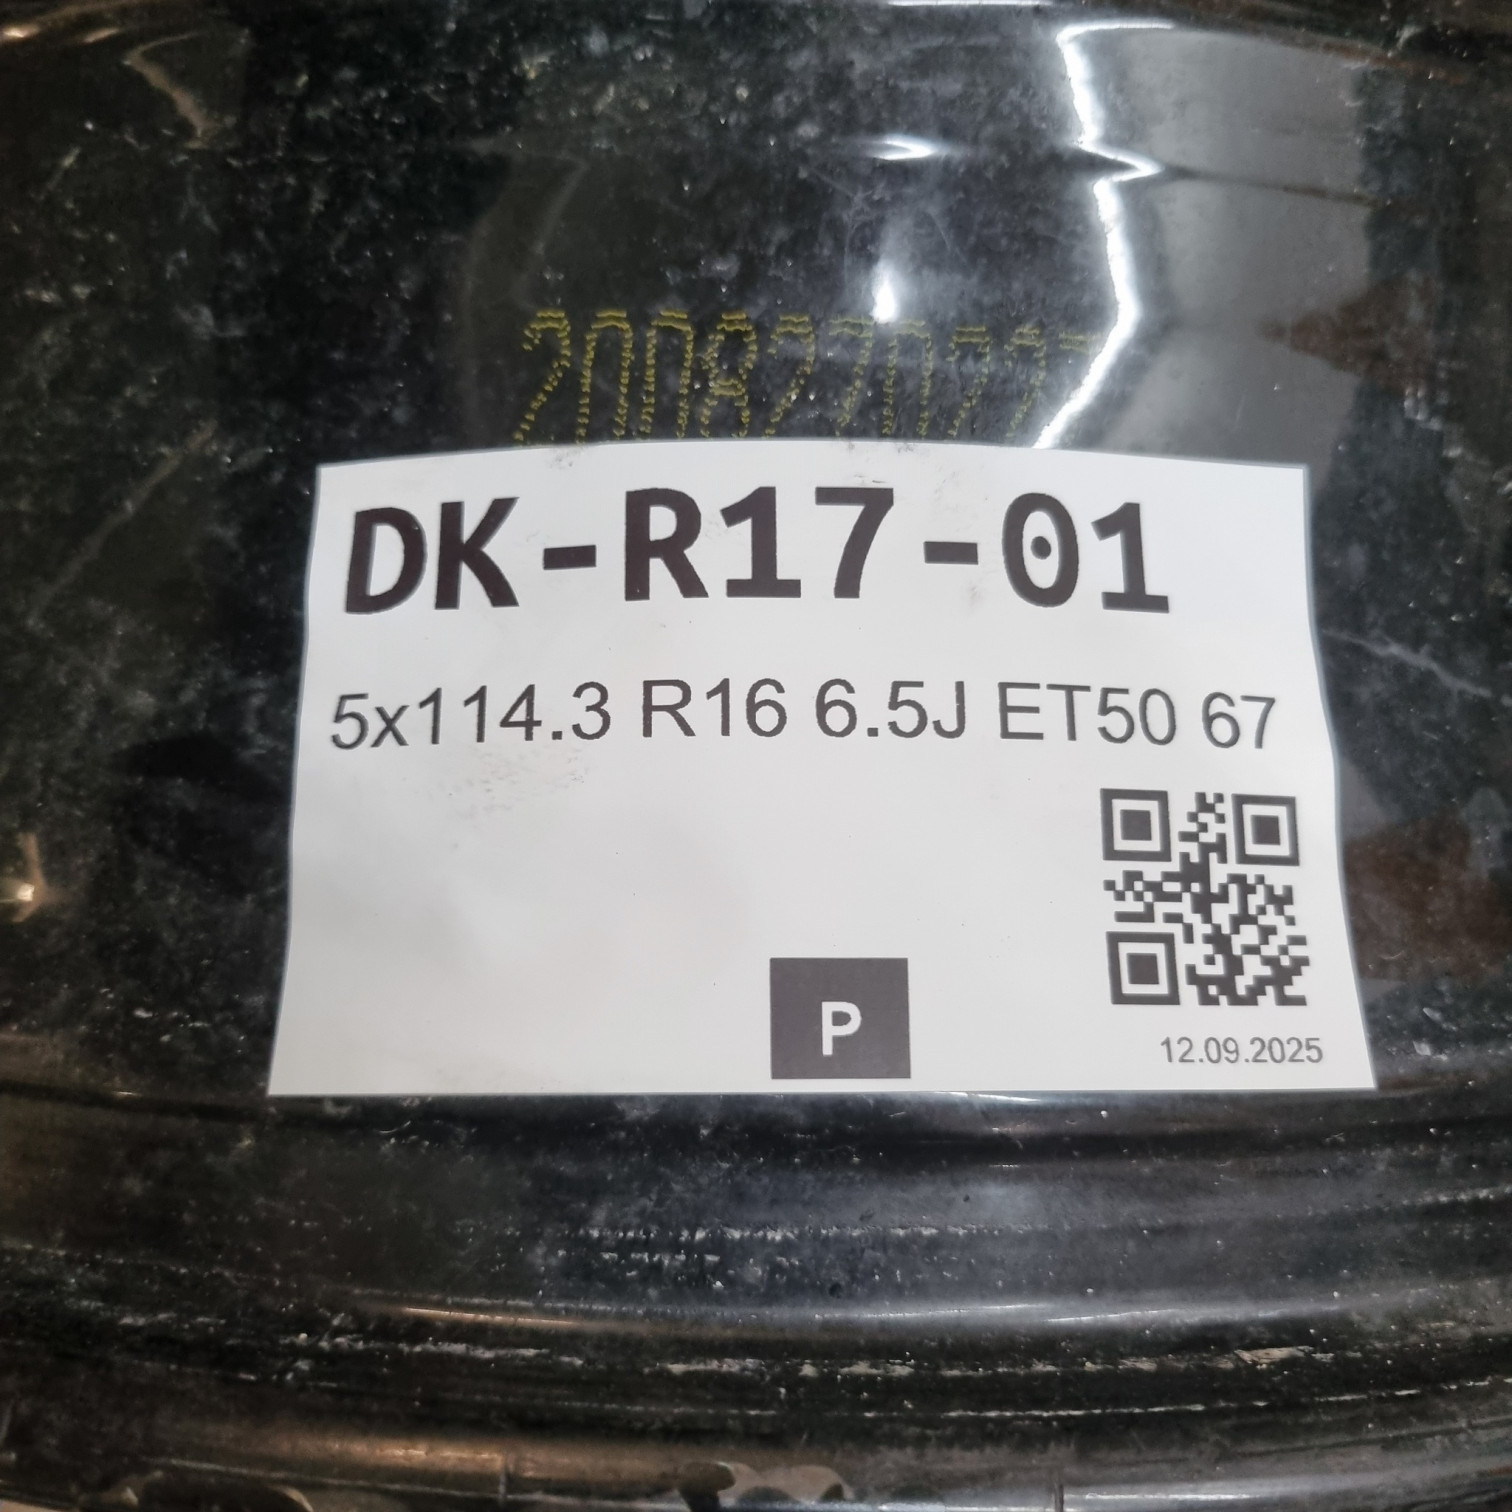 DK-R17-01
5x114.3 R16 6.5J ET50 67
P
12.09.2025